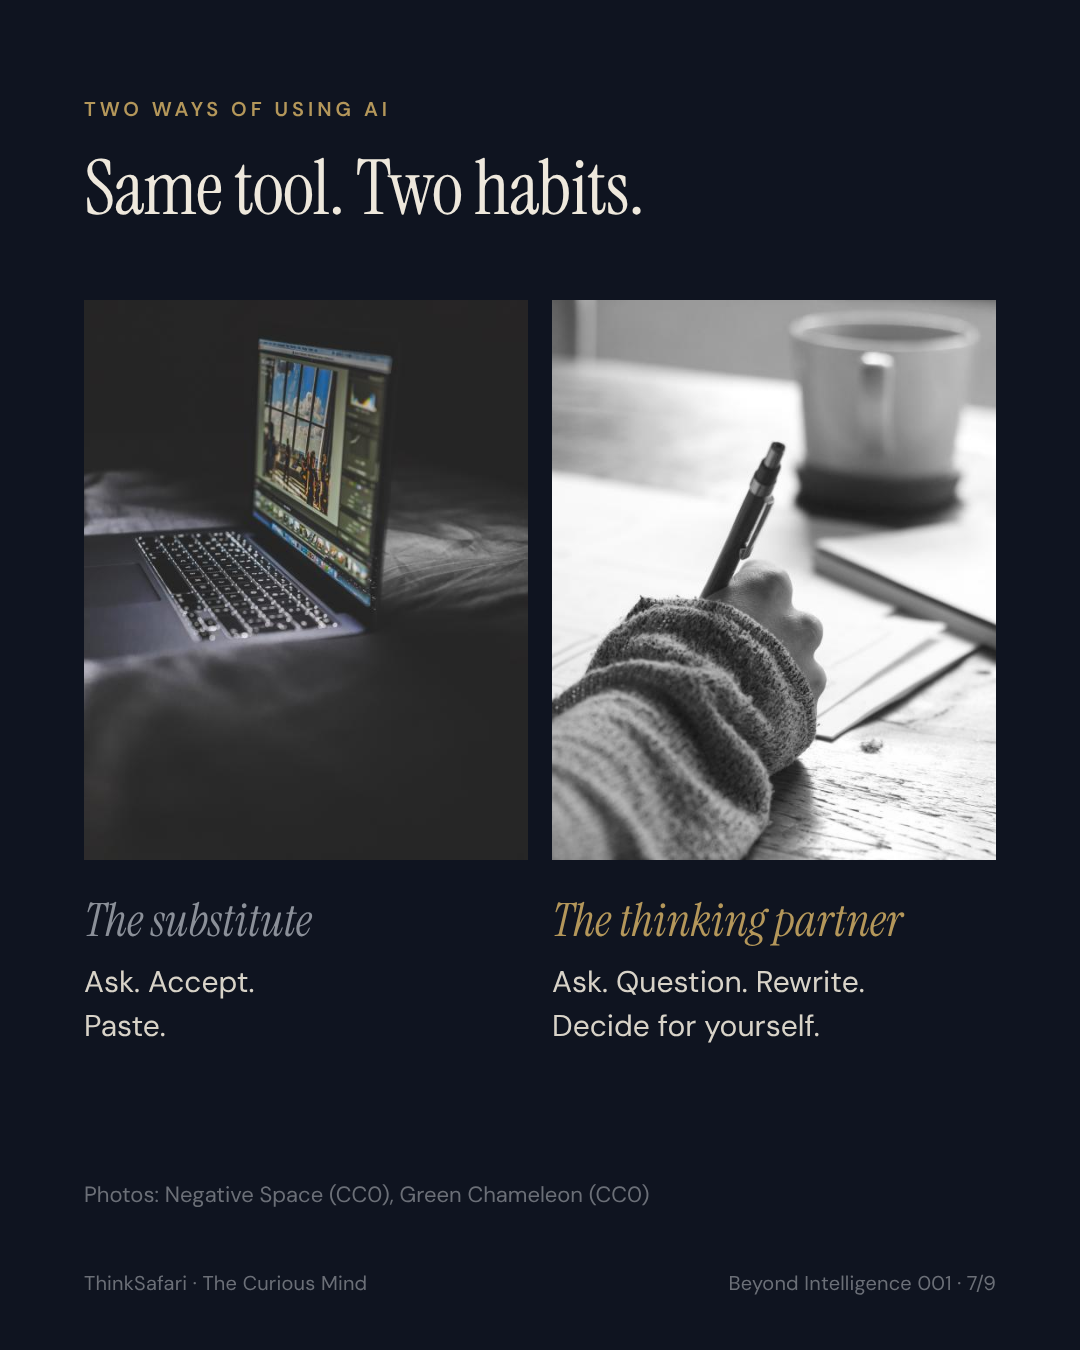 TWO WAYS OF USING AI
Same tool. Two habits.
The substitute
Ask. Accept.
Paste.
The thinking partner
Ask. Question. Rewrite.
Decide for yourself.
Photos: Negative Space (CC0), Green Chameleon (CC0)
ThinkSafari · The Curious Mind
Beyond Intelligence 001 · 7/9